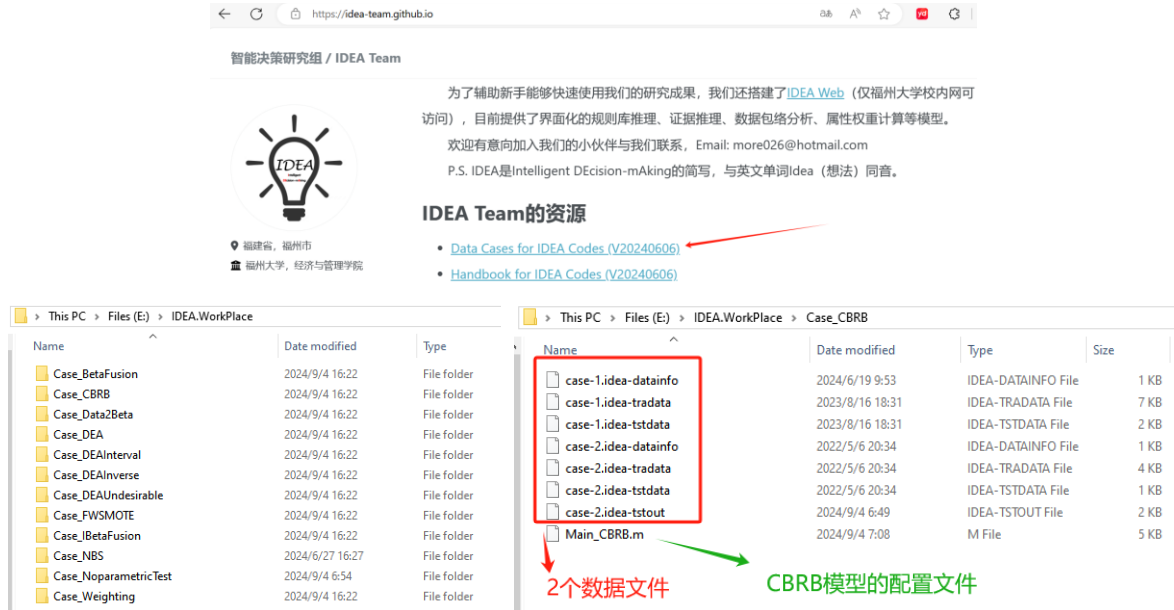 https://idea-team.github.io
智能决策研究组 / IDEA Team
为了辅助新手能够快速使用我们的研究成果，我们还搭建了IDEA Web（仅福州大学校内网可
访问），目前提供了界面化的规则库推理、证据推理、数据包络分析、属性权重计算等模型。
欢迎有意向加入我们的小伙伴与我们联系，Email: more026@hotmail.com
P.S. IDEA是Intelligent DEcision-mAking的简写，与英文单词Idea（想法）同音。
IDEA
IDEA Team的资源
• Data Cases for IDEA Codes (V20240606)
• Handbook for IDEA Codes (V20240606)
福建省，福州市
福州大学，经济与管理学院
This PC > Files (E:) > IDEA.WorkPlace
Name Date modified Type
Case_BetaFusion 2024/9/4 16:22 File folder
Case_CBRB 2024/9/4 16:22 File folder
Case_Data2Beta 2024/9/4 16:22 File folder
Case_DEA 2024/9/4 16:22 File folder
Case_DEAInterval 2024/9/4 16:22 File folder
Case_DEAInverse 2024/9/4 16:22 File folder
Case_DEAUndesirable 2024/9/4 16:22 File folder
Case_FWSMOTE 2024/9/4 16:22 File folder
Case_IBetaFusion 2024/9/4 16:22 File folder
Case_NBS 2024/6/27 16:27 File folder
Case_NoparametricTest 2024/9/4 6:54 File folder
Case_Weighting 2024/9/4 16:22 File folder
This PC > Files (E:) > IDEA.WorkPlace > Case_CBRB
Name Date modified Type Size
case-1.idea-datainfo 2024/6/19 9:53 IDEA-DATAINFO File 1 KB
case-1.idea-tradata 2023/8/16 18:31 IDEA-TRADATA File 7 KB
case-1.idea-tstdata 2023/8/16 18:31 IDEA-TSTDATA File 2 KB
case-2.idea-datainfo 2022/5/6 20:34 IDEA-DATAINFO File 1 KB
case-2.idea-tradata 2022/5/6 20:34 IDEA-TRADATA File 4 KB
case-2.idea-tstdata 2022/5/6 20:34 IDEA-TSTDATA File 1 KB
case-2.idea-tstout 2024/9/4 6:49 IDEA-TSTOUT File 2 KB
Main_CBRB.m 2024/9/4 7:08 M File 5 KB
2个数据文件
CBRB模型的配置文件